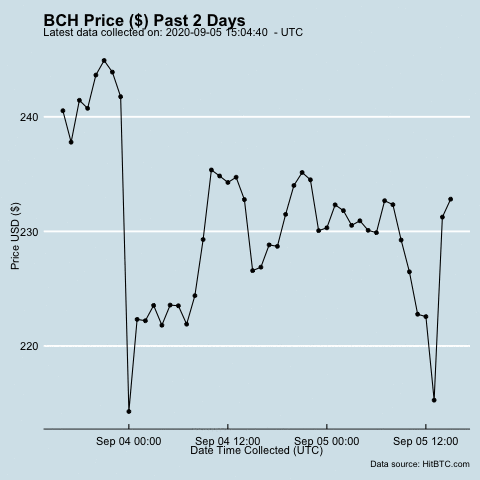 BCH Price ($) Past 2 Days
Latest data collected on: 2020-09-05 15:04:40 - UTC
240
230
220
Price USD ($)
Sep 04 00:00 Sep 04 12:00 Sep 05 00:00 Sep 05 12:00
Date Time Collected (UTC)
Data source: HitBTC.com